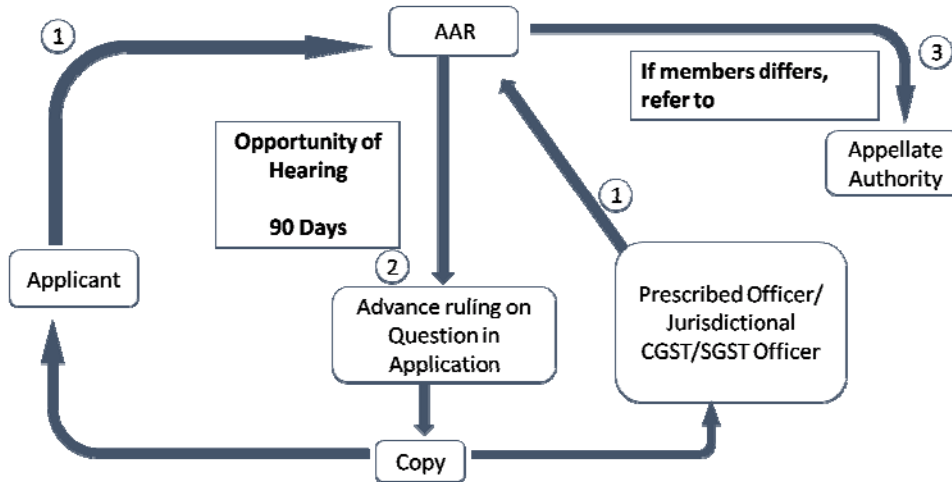 1
AAR
3
If members differs,
refer to
Opportunity of
Hearing
90 Days
Appellate
Authority
1
Applicant
2
Prescribed Officer/
Jurisdictional
CGST/SGST Officer
Advance ruling on
Question in
Application
Copy